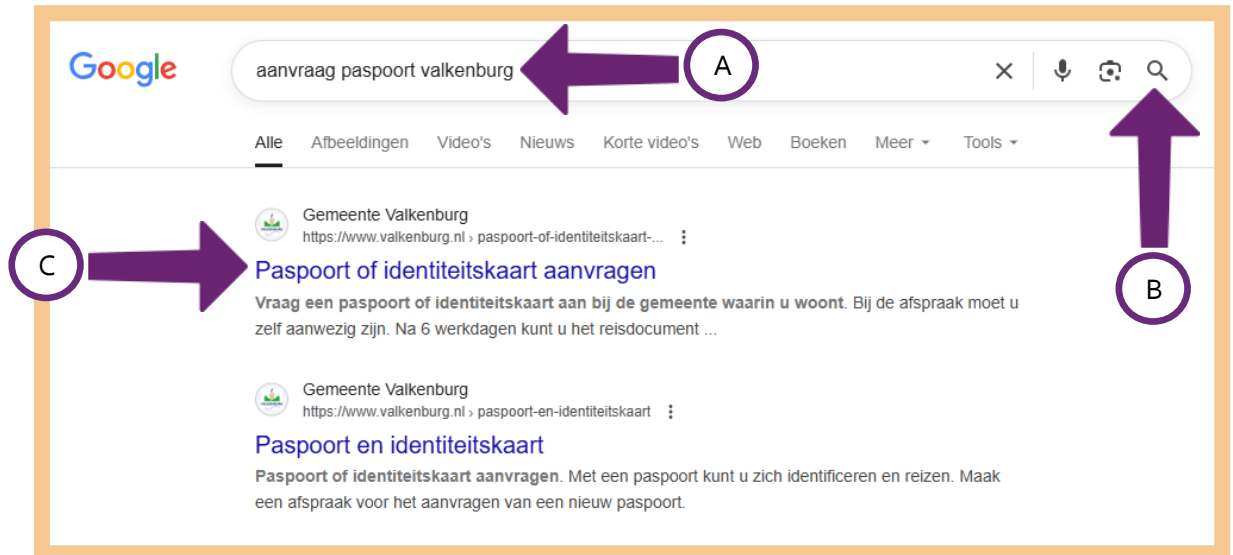 Google
aanvraag paspoort valkenburg
A
Alle Afbeeldingen Video's Nieuws Korte video's Web Boeken Meer Tools
Gemeente Valkenburg
https://www.valkenburg.nl › paspoort-of-identiteitskaart-...
C
Paspoort of identiteitskaart aanvragen
B
Vraag een paspoort of identiteitskaart aan bij de gemeente waarin u woont. Bij de afspraak moet u
zelf aanwezig zijn. Na 6 werkdagen kunt u het reisdocument ...
Gemeente Valkenburg
https://www.valkenburg.nl › paspoort-en-identiteitskaart
Paspoort en identiteitskaart
Paspoort of identiteitskaart aanvragen. Met een paspoort kunt u zich identificeren en reizen. Maak
een afspraak voor het aanvragen van een nieuw paspoort.